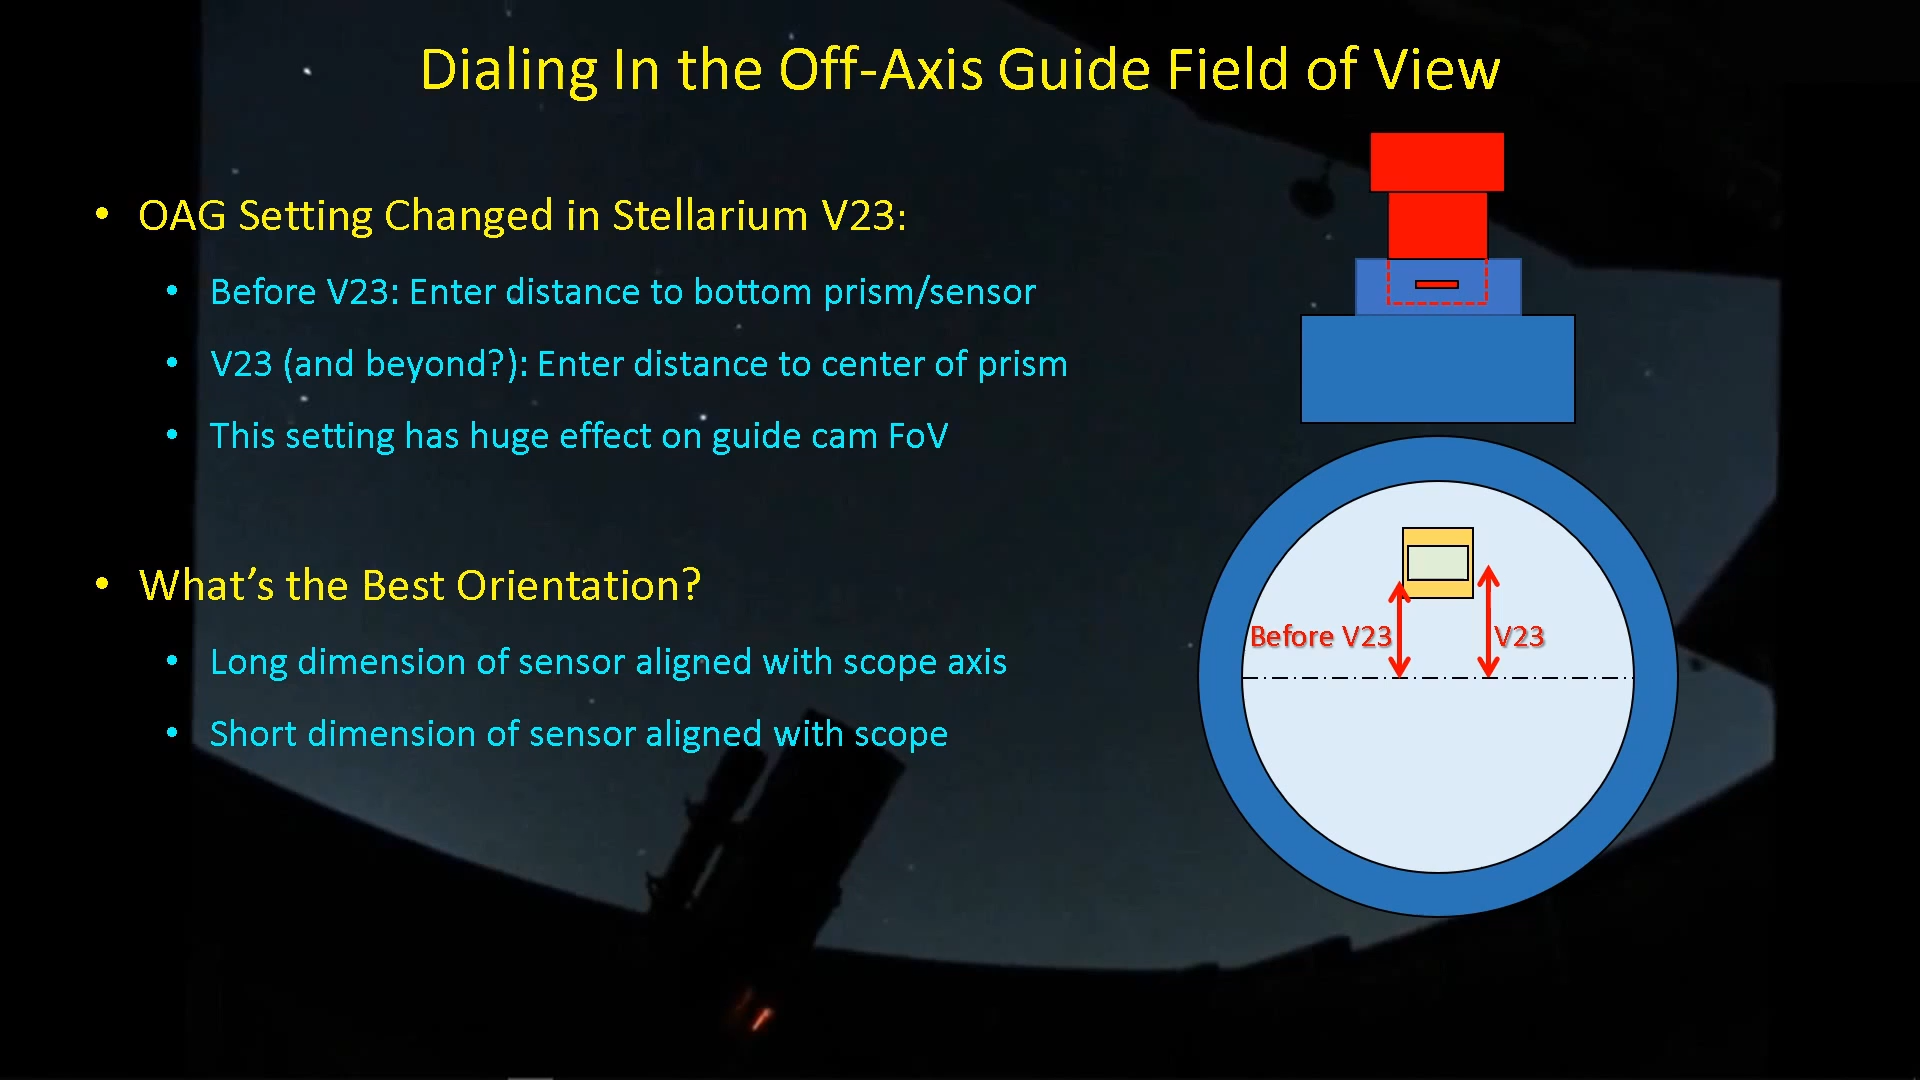 Dialing In the Off-Axis Guide Field of View
• OAG Setting Changed in Stellarium V23:
• Before V23: Enter distance to bottom prism/sensor
• V23 (and beyond?): Enter distance to center of prism
• This setting has huge effect on guide cam FoV
• What’s the Best Orientation?
• Long dimension of sensor aligned with scope axis
• Short dimension of sensor aligned with scope
Before V23
V23